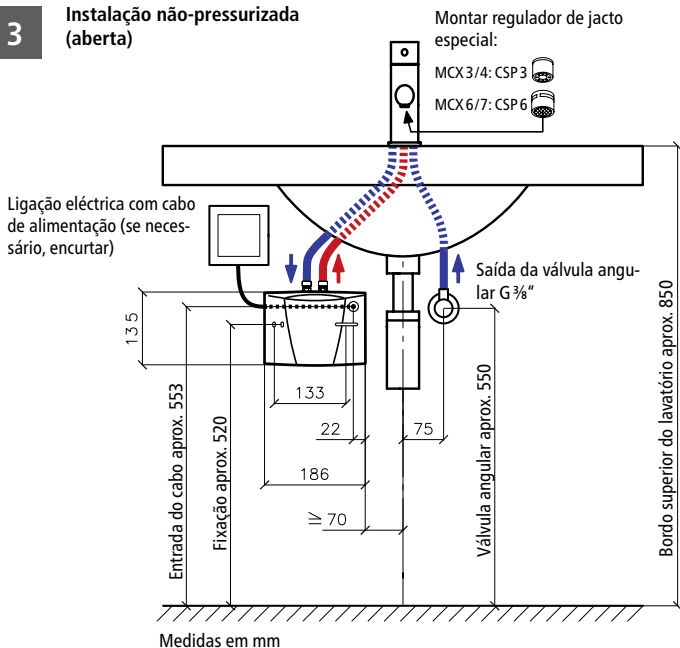 3
Instalação não-pressurizada
(aberta)
Montar regulador de jacto
especial:
MCX 3/4: CSP 3
MCX 6/7: CSP 6
Ligação eléctrica com cabo
de alimentação (se neces-
sário, encurtar)
Saída da válvula angu-
lar G ⅜"
135
133
22
75
186
≧ 70
Entrada do cabo aprox. 553
Fixação aprox. 520
Válvula angular aprox. 550
Bordo superior do lavatório aprox. 850
Medidas em mm